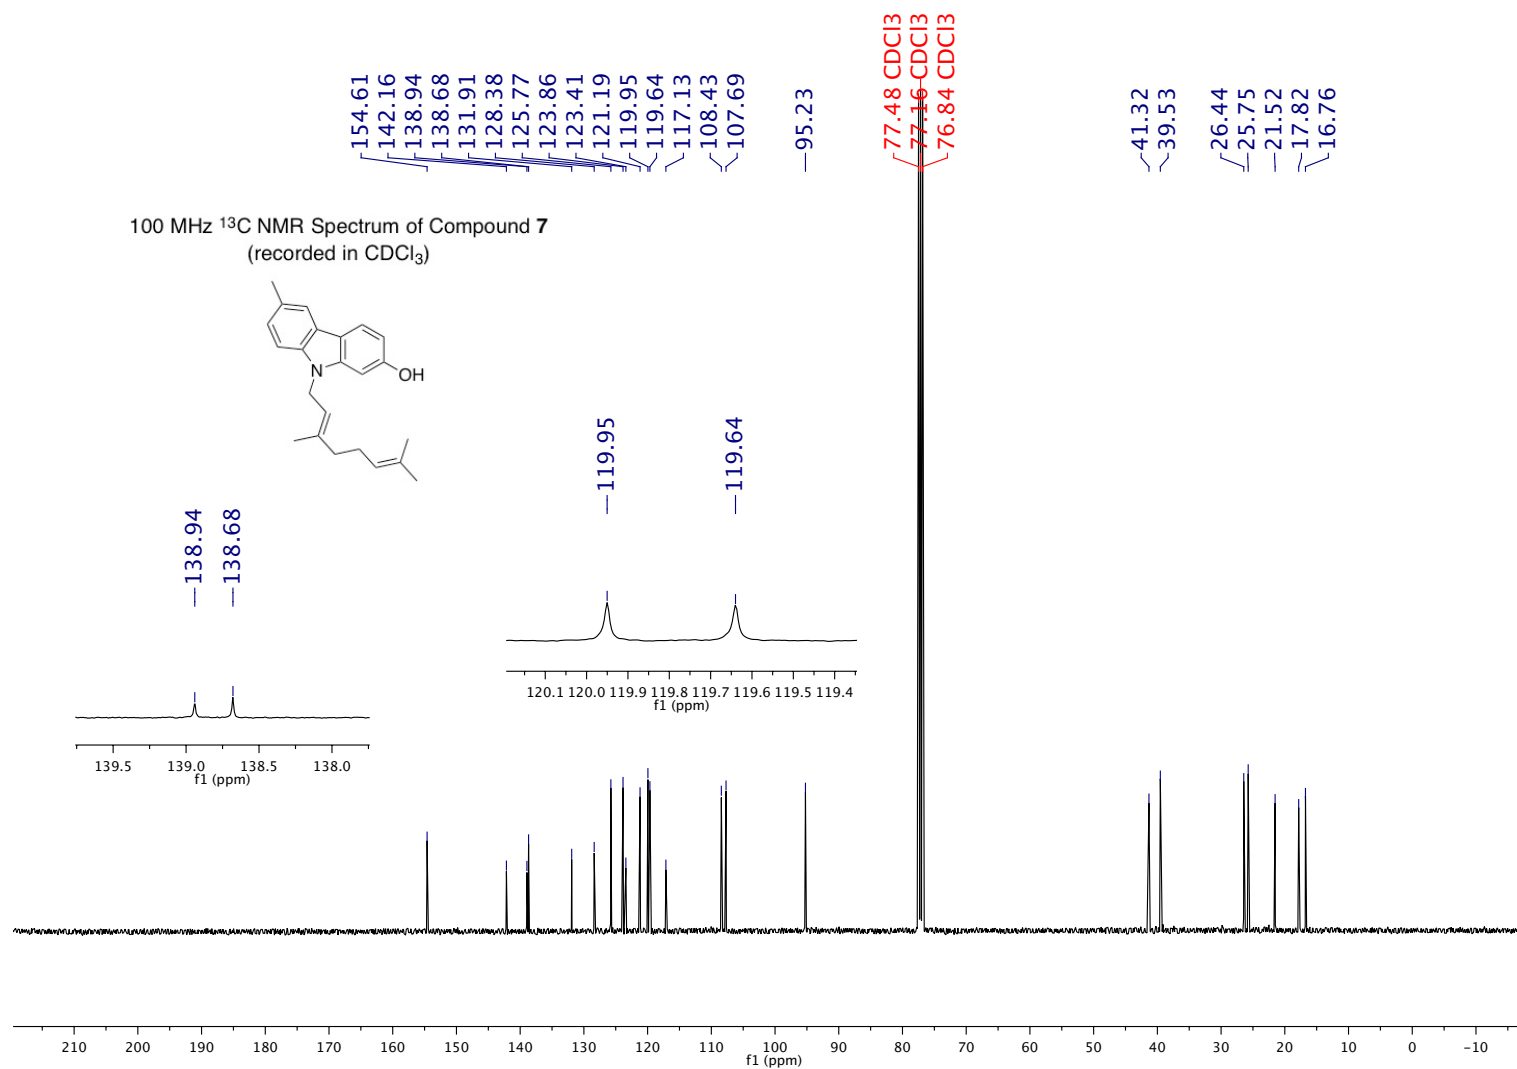 154.61
142.16
138.94
138.68
131.91
128.38
125.77
123.86
123.41
121.19
119.95
119.64
117.13
108.43
107.69
95.23
77.48 CDCl3
77.16 CDCl3
76.84 CDCl3
41.32
39.53
26.44
25.75
21.52
17.82
16.76
100 MHz ¹³C NMR Spectrum of Compound 7
(recorded in CDCl₃)
N
OH
119.95
119.64
120.1 120.0 119.9 119.8 119.7 119.6 119.5 119.4
f1 (ppm)
138.94
138.68
139.5 139.0 138.5 138.0
f1 (ppm)
210 200 190 180 170 160 150 140 130 120 110 100 90 80 70 60 50 40 30 20 10 0 −10
f1 (ppm)